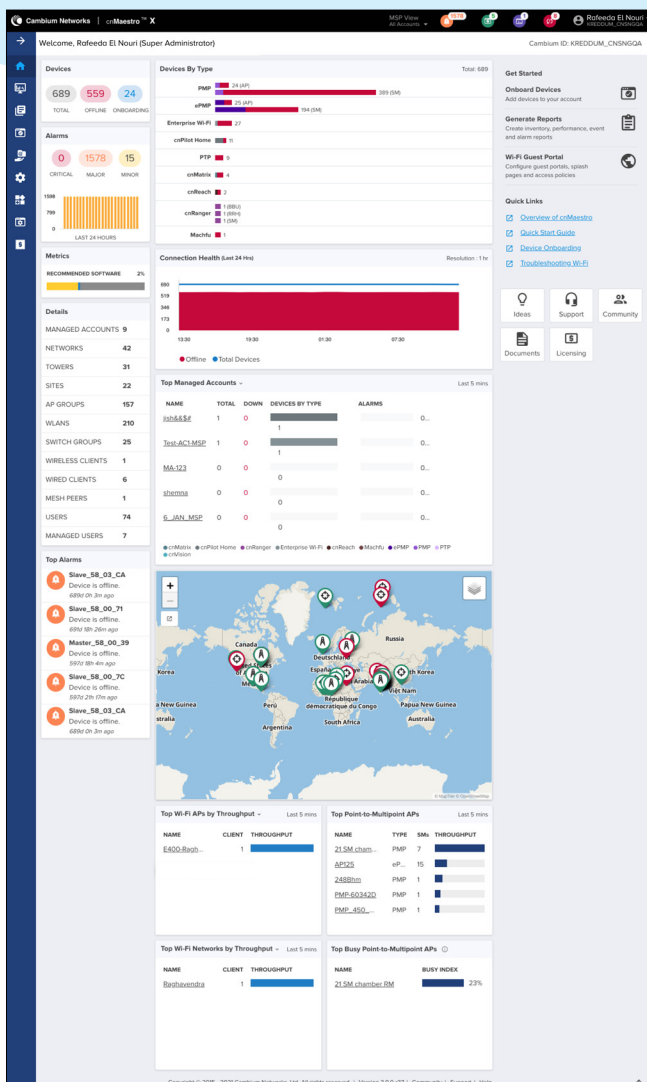 Cambium Networks | cnMaestro™ X
MSP View
All Accounts
1578
5
1
8
Rafeeda El Nouri
KREDDUM_CNSNGQA
Welcome, Rafeeda El Nouri (Super Administrator)
Cambium ID: KREDDUM_CNSNGQA
Devices
689
559
24
TOTAL
OFFLINE
ONBOARDING
Alarms
0
1578
15
CRITICAL
MAJOR
MINOR
1598
799
0
LAST 24 HOURS
Metrics
RECOMMENDED SOFTWARE 2%
Details
MANAGED ACCOUNTS 9
NETWORKS 42
TOWERS 31
SITES 22
AP GROUPS 157
WLANS 210
SWITCH GROUPS 25
WIRELESS CLIENTS 1
WIRED CLIENTS 6
MESH PEERS 1
USERS 74
MANAGED USERS 7
Top Alarms
Slave_58_03_CA
Device is offline.
689d 0h 3m ago
Slave_58_00_71
Device is offline.
691d 18h 26m ago
Master_58_00_39
Device is offline.
597d 18h 4m ago
Slave_58_00_7C
Device is offline.
597d 21h 17m ago
Slave_58_03_CA
Device is offline.
689d 0h 3m ago
Devices By Type
Total: 689
PMP
24 (AP)
389 (SM)
ePMP
25 (AP)
194 (SM)
Enterprise Wi-Fi 27
cnPilot Home 11
PTP 9
cnMatrix 4
cnReach 2
cnRanger
1 (BBU)
1 (RRH)
1 (SM)
Machfu 1
Connection Health (Last 24 Hrs)
Resolution : 1 hr
690
519
346
173
0
13:30 19:30 01:30 07:30
Offline Total Devices
Top Managed Accounts
Last 5 mins
NAME TOTAL DOWN DEVICES BY TYPE ALARMS
jish&&$# 1 0 1 0...
Test-AC1-MSP 1 0 1 0...
MA-123 0 0 0 0...
shemna 0 0 0 0...
6_JAN_MSP 0 0 0 0...
cnMatrix cnPilot Home cnRanger Enterprise Wi-Fi cnReach Machfu ePMP PMP PTP
cnVision
+
−
Canada
Russia
Deutschland
Korea
Perú
République
démocratique du Congo
Việt Nam
Papua New Guinea
Australia
Argentina
South Africa
Top Wi-Fi APs by Throughput
Last 5 mins
NAME CLIENT THROUGHPUT
E400-Ragh... 1
Top Point-to-Multipoint APs
Last 5 mins
NAME TYPE SMs THROUGHPUT
21 SM cham... PMP 7
AP125 eP... 15
248Bhm PMP 1
PMP-60342D PMP 1
PMP_450_... PMP 1
Top Wi-Fi Networks by Throughput
Last 5 mins
NAME CLIENT THROUGHPUT
Raghavendra 1
Top Busy Point-to-Multipoint APs
NAME BUSY INDEX
21 SM chamber RM 23%
Get Started
Onboard Devices
Add devices to your account
Generate Reports
Create inventory, performance, event
and alarm reports
Wi-Fi Guest Portal
Configure guest portals, splash
pages and access policies
Quick Links
Overview of cnMaestro
Quick Start Guide
Device Onboarding
Troubleshooting Wi-Fi
Ideas
Support
Community
Documents
Licensing